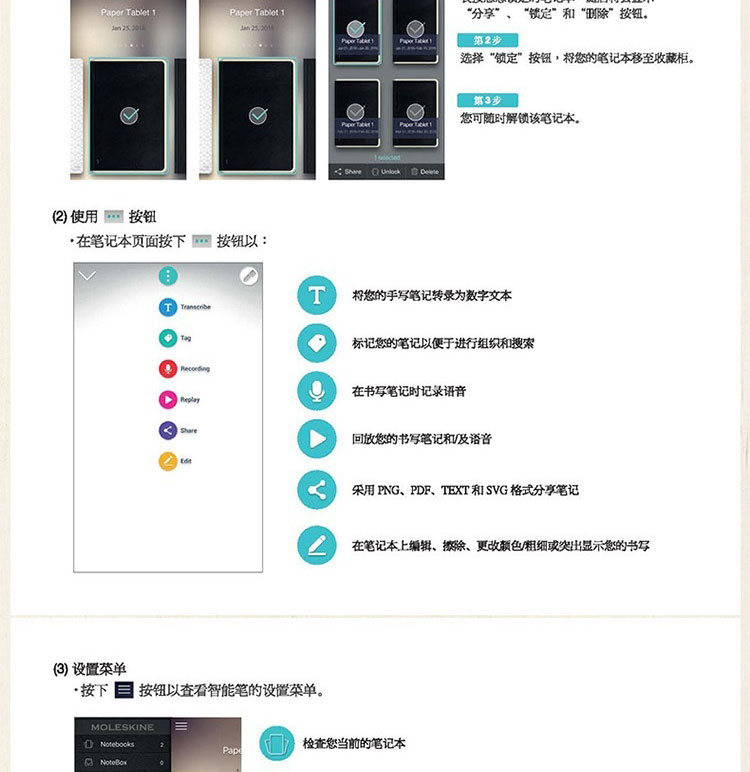 Paper Tablet 1
Jan 25, 2016
Paper Tablet 1
Jan 25, 2016
Paper Tablet 1
Paper Tablet 1
Paper Tablet 1
Paper Tablet 1
1 selected
Share Unlock Delete
“分享”、“锁定”和“删除”按钮。
第2步
选择“锁定”按钮，将您的笔记本移至收藏柜。
第3步
您可随时解锁该笔记本。
(2) 使用 ••• 按钮
·在笔记本页面按下 ••• 按钮以：
Transcribe
Tag
Recording
Replay
Share
Edit
T 将您的手写笔记转录为数字文本
标记您的笔记以便于进行组织和搜索
在书写笔记时记录语音
回放您的书写笔记和/及语音
采用 PNG、PDF、TEXT 和 SVG 格式分享笔记
在笔记本上编辑、擦除、更改颜色/粗细或突出显示您的书写
(3) 设置菜单
·按下 按钮以查看智能笔的设置菜单。
MOLESKINE
Notebooks 2
NoteBox 0
Pape
检查您当前的笔记本